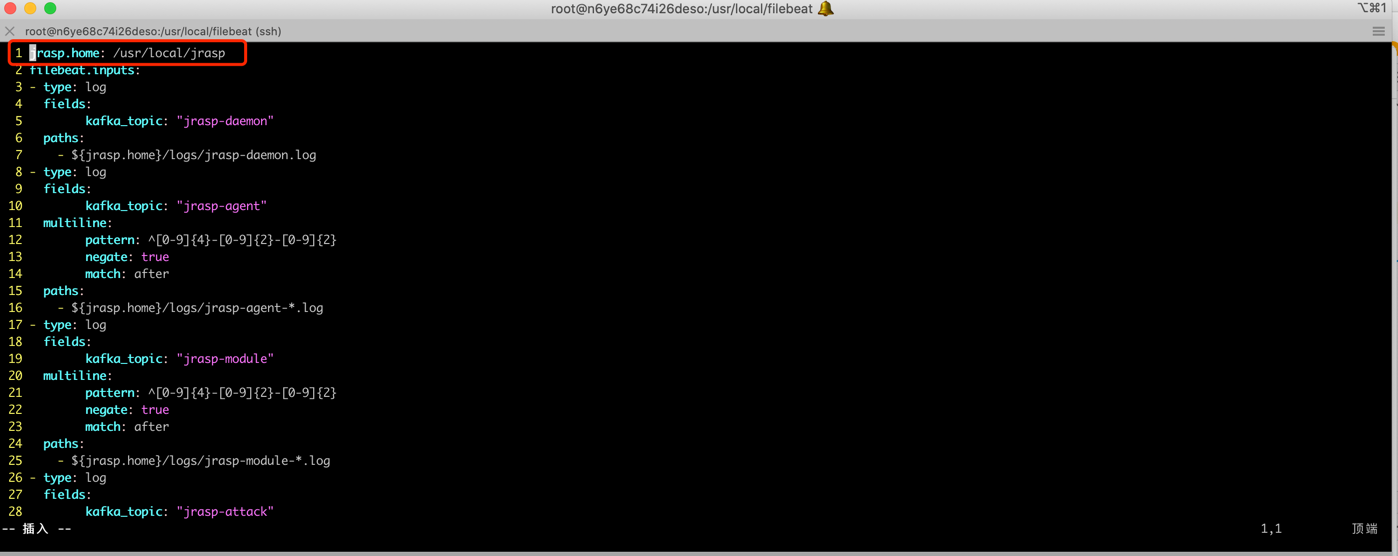 root@n6ye68c74i26deso:/usr/local/filebeat 🔔
⌥⌘1
root@n6ye68c74i26deso:/usr/local/filebeat (ssh)
1 jrasp.home: /usr/local/jrasp
2 filebeat.inputs:
3 - type: log
4   fields:
5         kafka_topic: "jrasp-daemon"
6   paths:
7     - ${jrasp.home}/logs/jrasp-daemon.log
8 - type: log
9   fields:
10         kafka_topic: "jrasp-agent"
11   multiline:
12         pattern: ^[0-9]{4}-[0-9]{2}-[0-9]{2}
13         negate: true
14         match: after
15   paths:
16     - ${jrasp.home}/logs/jrasp-agent-*.log
17 - type: log
18   fields:
19         kafka_topic: "jrasp-module"
20   multiline:
21         pattern: ^[0-9]{4}-[0-9]{2}-[0-9]{2}
22         negate: true
23         match: after
24   paths:
25     - ${jrasp.home}/logs/jrasp-module-*.log
26 - type: log
27   fields:
28         kafka_topic: "jrasp-attack"
-- 插入 --                1,1        顶端